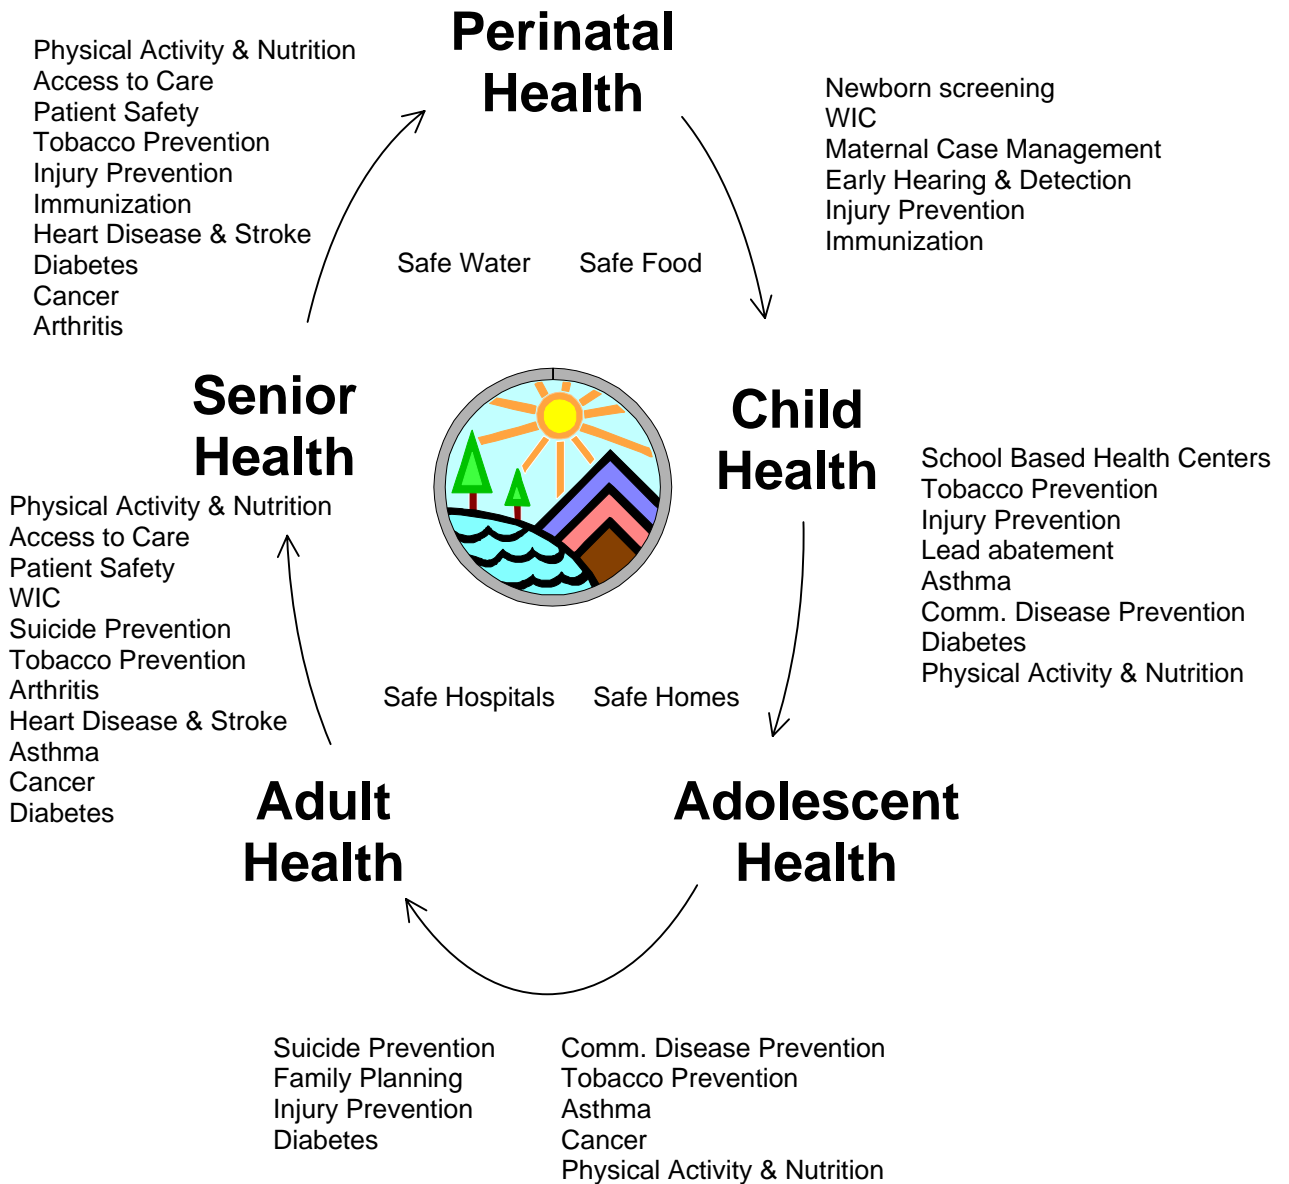 Perinatal
Health
Physical Activity & Nutrition
Access to Care
Patient Safety
Tobacco Prevention
Injury Prevention
Immunization
Heart Disease & Stroke
Diabetes
Cancer
Arthritis
Newborn screening
WIC
Maternal Case Management
Early Hearing & Detection
Injury Prevention
Immunization
Safe Water
Safe Food
Senior
Health
Child
Health
School Based Health Centers
Tobacco Prevention
Injury Prevention
Lead abatement
Asthma
Comm. Disease Prevention
Diabetes
Physical Activity & Nutrition
Physical Activity & Nutrition
Access to Care
Patient Safety
WIC
Suicide Prevention
Tobacco Prevention
Arthritis
Heart Disease & Stroke
Asthma
Cancer
Diabetes
Safe Hospitals
Safe Homes
Adult
Health
Adolescent
Health
Suicide Prevention
Family Planning
Injury Prevention
Diabetes
Comm. Disease Prevention
Tobacco Prevention
Asthma
Cancer
Physical Activity & Nutrition